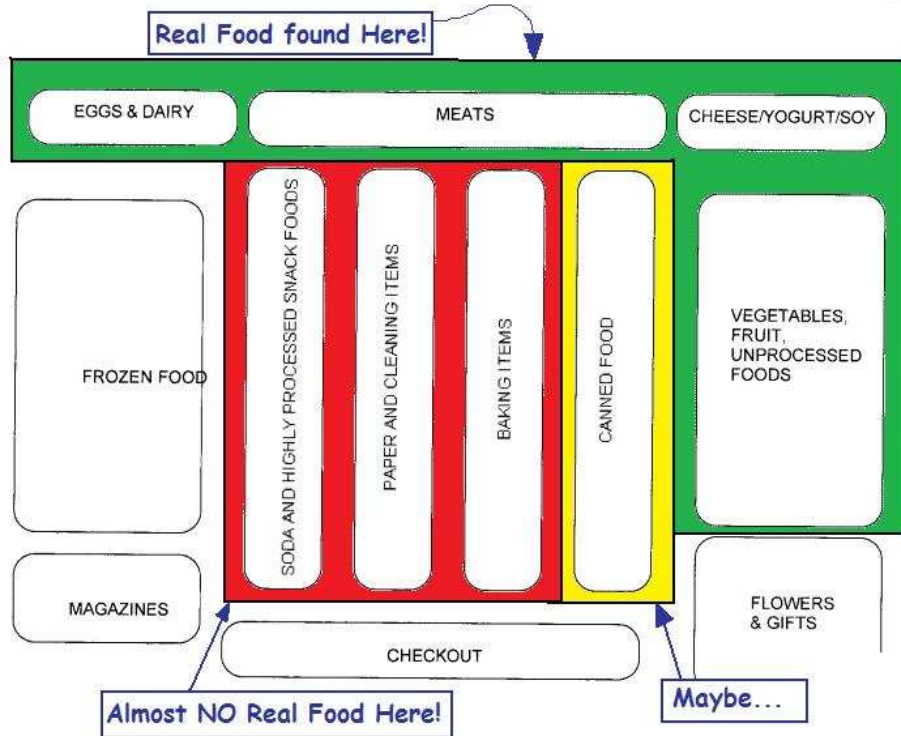 Real Food found Here!
EGGS & DAIRY
MEATS
CHEESE/YOGURT/SOY
FROZEN FOOD
SODA AND HIGHLY PROCESSED SNACK FOODS
PAPER AND CLEANING ITEMS
BAKING ITEMS
CANNED FOOD
VEGETABLES,
FRUIT,
UNPROCESSED
FOODS
MAGAZINES
CHECKOUT
FLOWERS
& GIFTS
Almost NO Real Food Here!
Maybe...